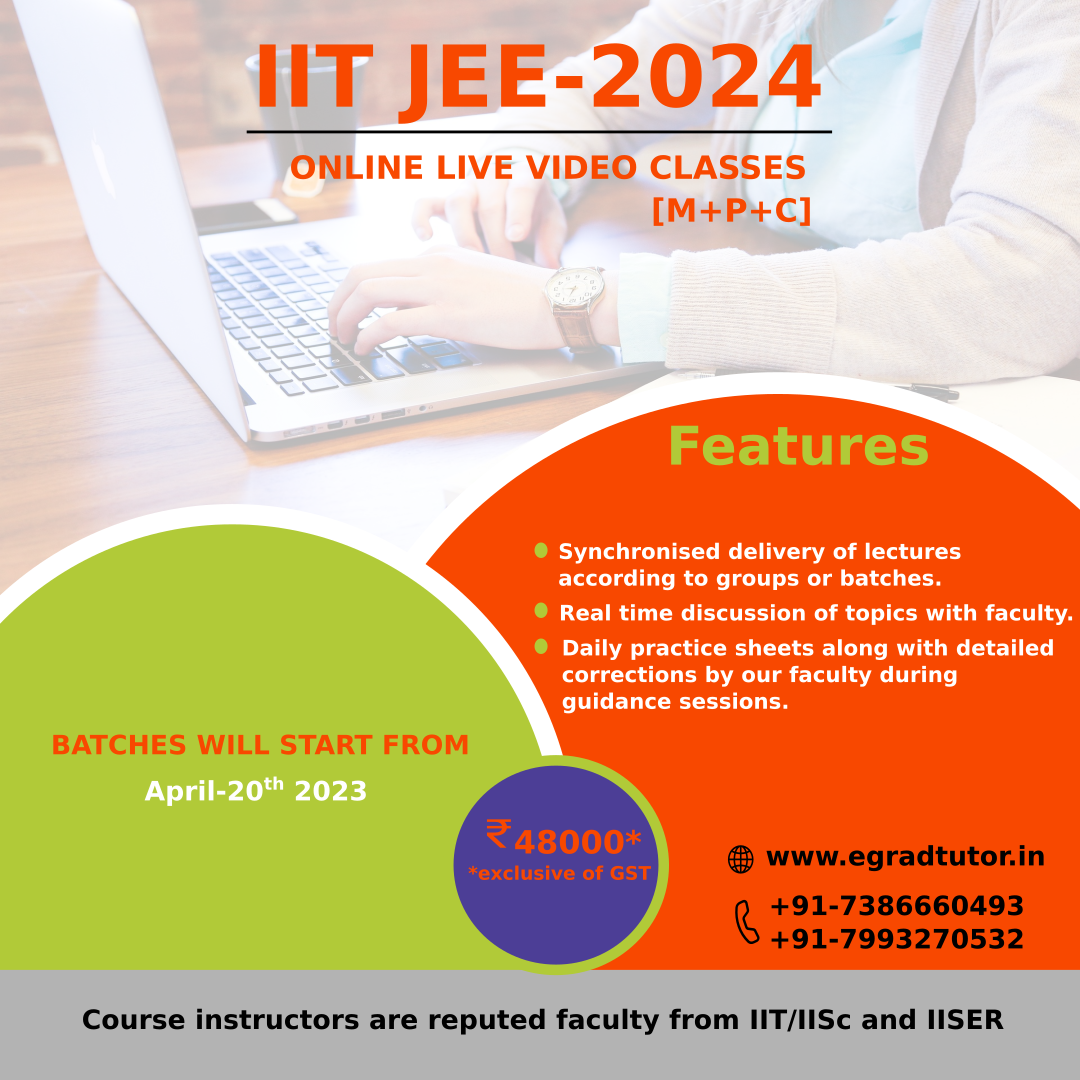 IIT JEE-2024
ONLINE LIVE VIDEO CLASSES
[M+P+C]
Features
Synchronised delivery of lectures
according to groups or batches.
Real time discussion of topics with faculty.
Daily practice sheets along with detailed
corrections by our faculty during
guidance sessions.
BATCHES WILL START FROM
April-20th 2023
₹48000*
*exclusive of GST
www.egradtutor.in
+91-7386660493
+91-7993270532
Course instructors are reputed faculty from IIT/IISc and IISER